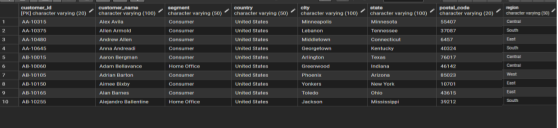 customer_id customer_name segment country city state postal_code region
[PK] character varying (20) character varying (100) character varying (50) character varying (50) character varying (100) character varying (100) character varying (20) character varying (50)
1 AA-10315 Alex Avila Consumer United States Minneapolis Minnesota 55407 Central
2 AA-10375 Allen Armold Consumer United States Lebanon Tennessee 37087 South
3 AA-10480 Andrew Allen Consumer United States Middletown Connecticut 6457 East
4 AA-10645 Anna Andreadi Consumer United States Georgetown Kentucky 40324 South
5 AB-10015 Aaron Bergman Consumer United States Arlington Texas 76017 Central
6 AB-10060 Adam Bellavance Home Office United States Greenwood Indiana 46142 Central
7 AB-10105 Adrian Barton Consumer United States Phoenix Arizona 85023 West
8 AB-10150 Aimee Bixby Consumer United States Yonkers New York 10701 East
9 AB-10165 Alan Barnes Consumer United States Toledo Ohio 43615 East
10 AB-10255 Alejandro Ballentine Home Office United States Jackson Mississippi 39212 South